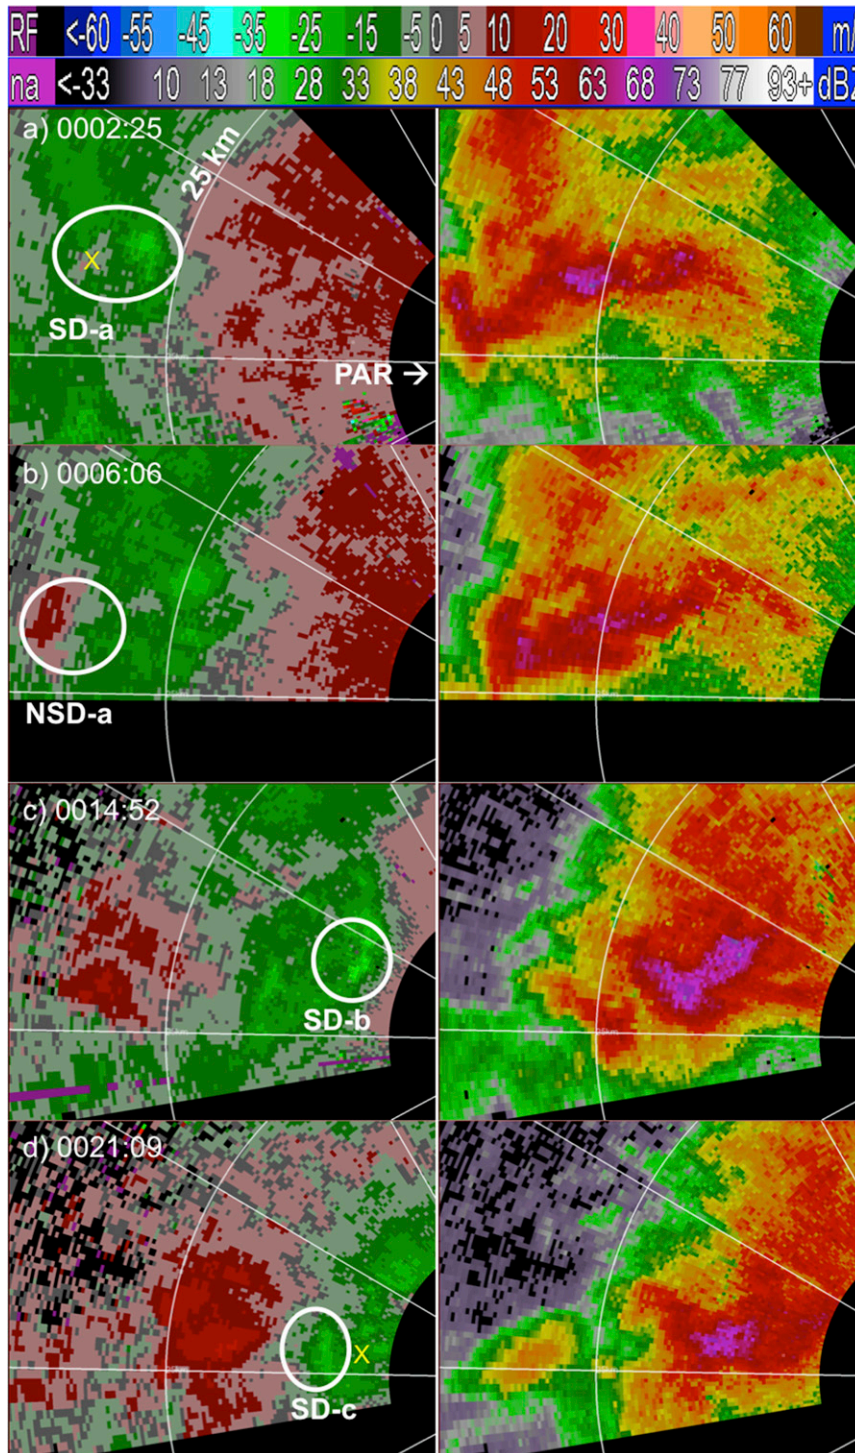 RF <-60 -55 -45 -35 -25 -15 -5 0 5 10 20 30 40 50 60 m/
na <-33 10 13 18 28 33 38 43 48 53 63 68 73 77 93+ dBZ
a) 0002:25
25 km
X
SD-a
PAR →
b) 0006:06
NSD-a
c) 0014:52
SD-b
d) 0021:09
X
SD-c